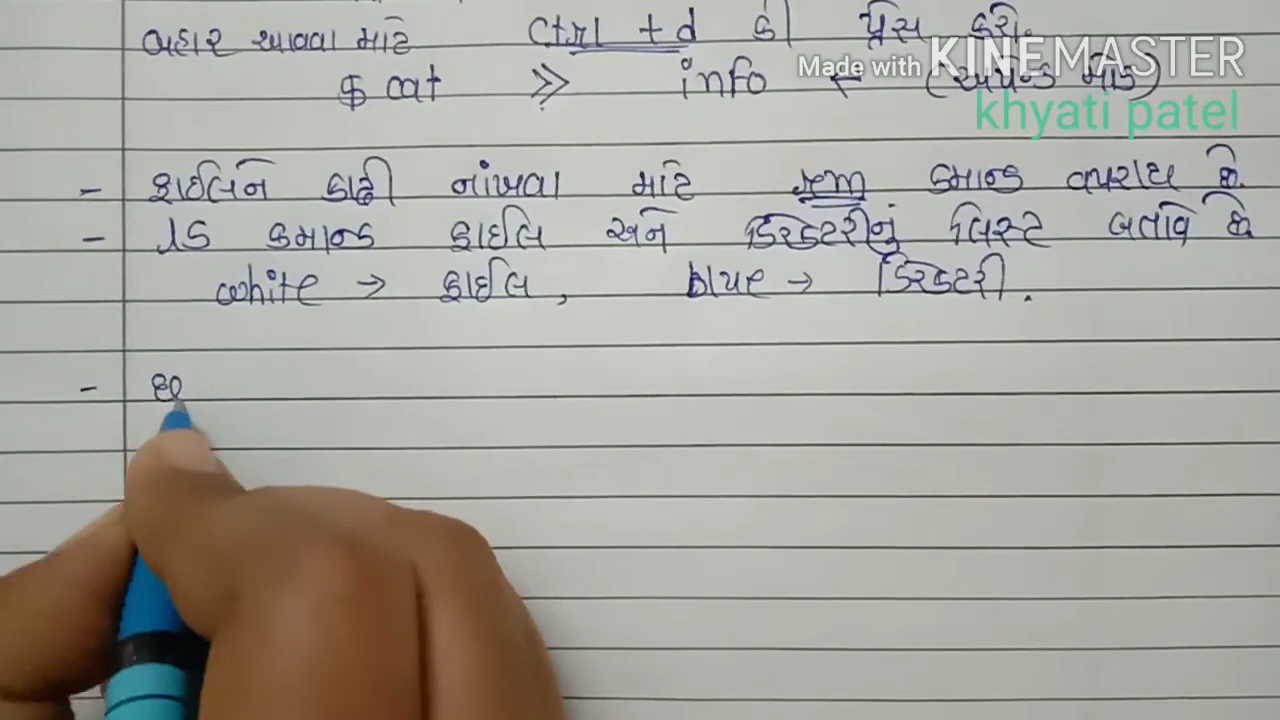 બહાર આવવા માટે Ctrl + d કી પ્રેસ કરો.
Made with KINEMASTER
$ cat >> info ← (એપેન્ડ મોડ)
khyati patel
- ફાઈલને કાઢી નાંખવા માટે rm કમાન્ડ વપરાય છે.
- ls કમાન્ડ ફાઈલ અને ડિરેક્ટરીનું લિસ્ટ બતાવે છે
white → ફાઈલ, blue → ડિરેક્ટરી.
-